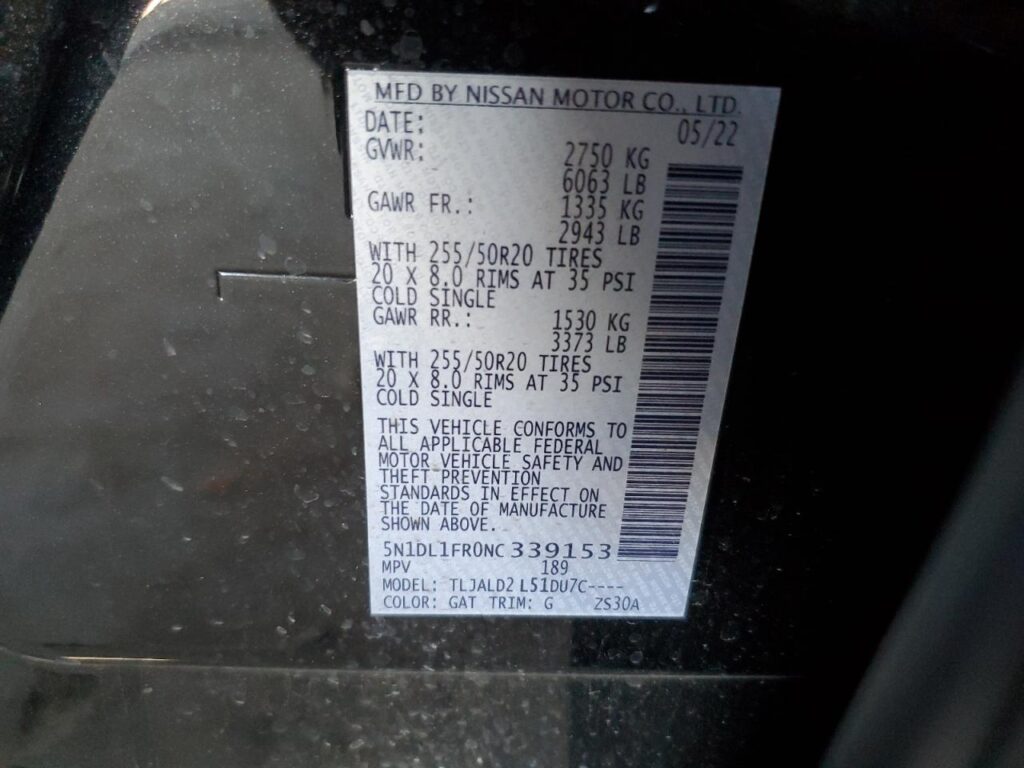 MFD BY NISSAN MOTOR CO., LTD.
DATE: 05/22
GVWR: 2750 KG
6063 LB
GAWR FR.: 1335 KG
2943 LB
WITH 255/50R20 TIRES
20 X 8.0 RIMS AT 35 PSI
COLD SINGLE
GAWR RR.: 1530 KG
3373 LB
WITH 255/50R20 TIRES
20 X 8.0 RIMS AT 35 PSI
COLD SINGLE
THIS VEHICLE CONFORMS TO
ALL APPLICABLE FEDERAL
MOTOR VEHICLE SAFETY AND
THEFT PREVENTION
STANDARDS IN EFFECT ON
THE DATE OF MANUFACTURE
SHOWN ABOVE.
5N1DL1FR0NC 339153
MPV 189
MODEL: TLJALD2 L51DU7C----
COLOR: GAT TRIM: G ZS30A